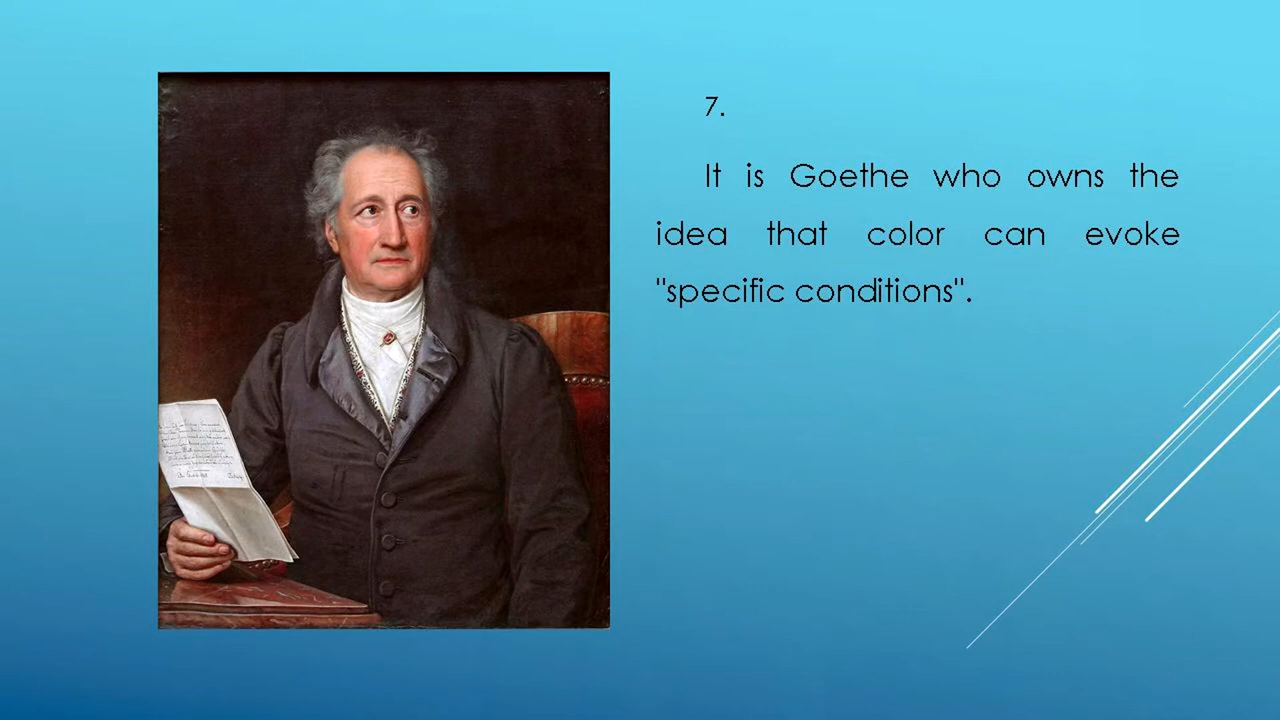 7.
It is Goethe who owns the
idea that color can evoke
"specific conditions".